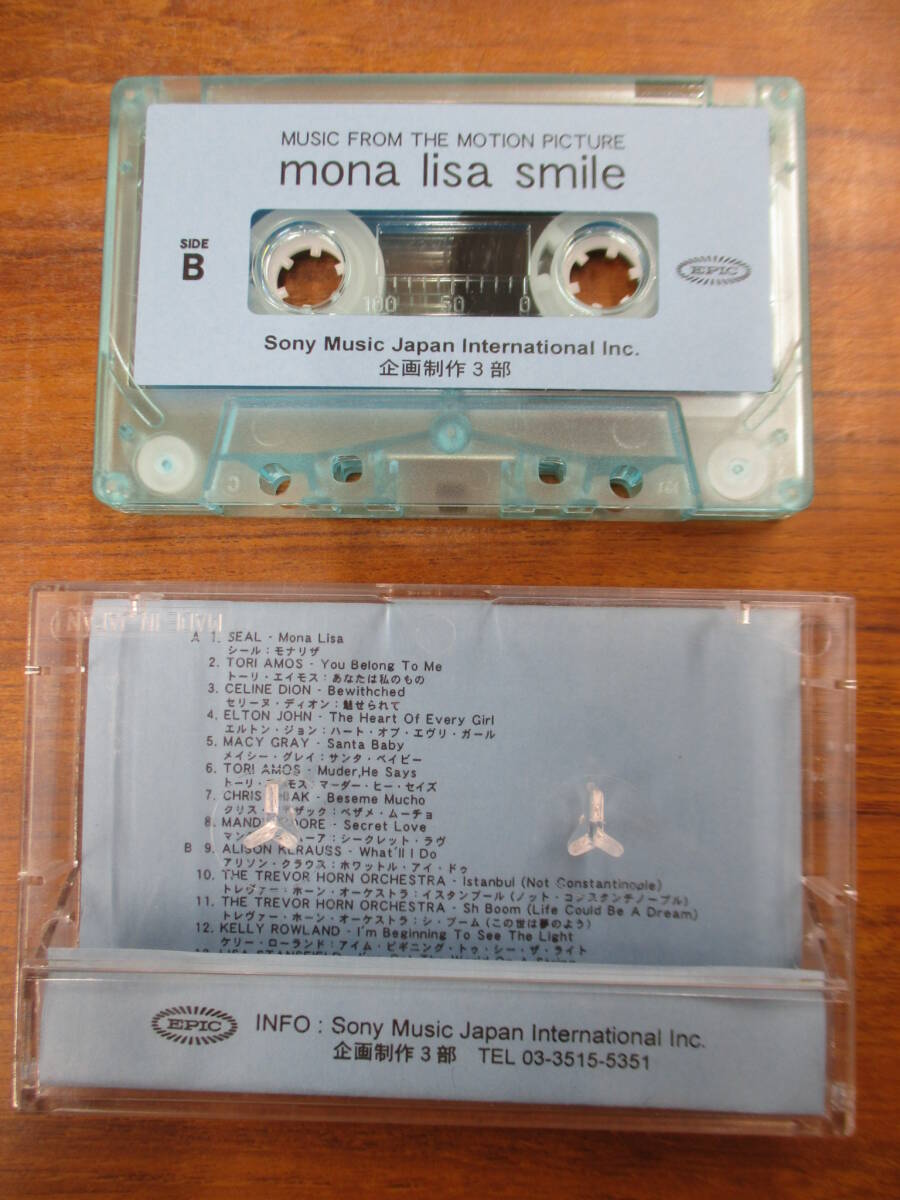 MUSIC FROM THE MOTION PICTURE
mona lisa smile
SIDE
B
EPIC
100 50 0
Sony Music Japan International Inc.
企画制作3部
A 1. SEAL - Mona Lisa
シール：モナリザ
2. TORI AMOS - You Belong To Me
トーリ・エイモス：あなたは私のもの
3. CELINE DION - Bewithched
セリーヌ・ディオン：魅せられて
4. ELTON JOHN - The Heart Of Every Girl
エルトン・ジョン：ハート・オブ・エヴリ・ガール
5. MACY GRAY - Santa Baby
メイシー・グレイ：サンタ・ベイビー
6. TORI AMOS - Muder,He Says
トーリ・エイモス マーダー・ヒー・セイズ
7. CHRIS - Beseme Mucho
クリス・ザック：ベザメ・ムーチョ
8. - Secret Love
ーア：シークレット・ラヴ
B 9. ALISON KLRAUSS - What'll I Do
アリソン・クラウス：ホワットル・アイ・ドゥ
10. THE TREVOR HORN ORCHESTRA - Istanbul (Not Constantinople)
トレヴァー・ホーン・オーケストラ：イスタンブール(ノット・コンスタンチノープル)
11. THE TREVOR HORN ORCHESTRA - Sh Boom (Life Could Be A Dream)
トレヴァー・ホーン・オーケストラ：シ・ブーム(この世は夢のよう)
12. KELLY ROWLAND - I'm Beginning To See The Light
ケリー・ローランド：アイム・ビギニング・トゥ・シー・ザ・ライト
EPIC
INFO : Sony Music Japan International Inc.
企画制作3部 TEL 03-3515-5351